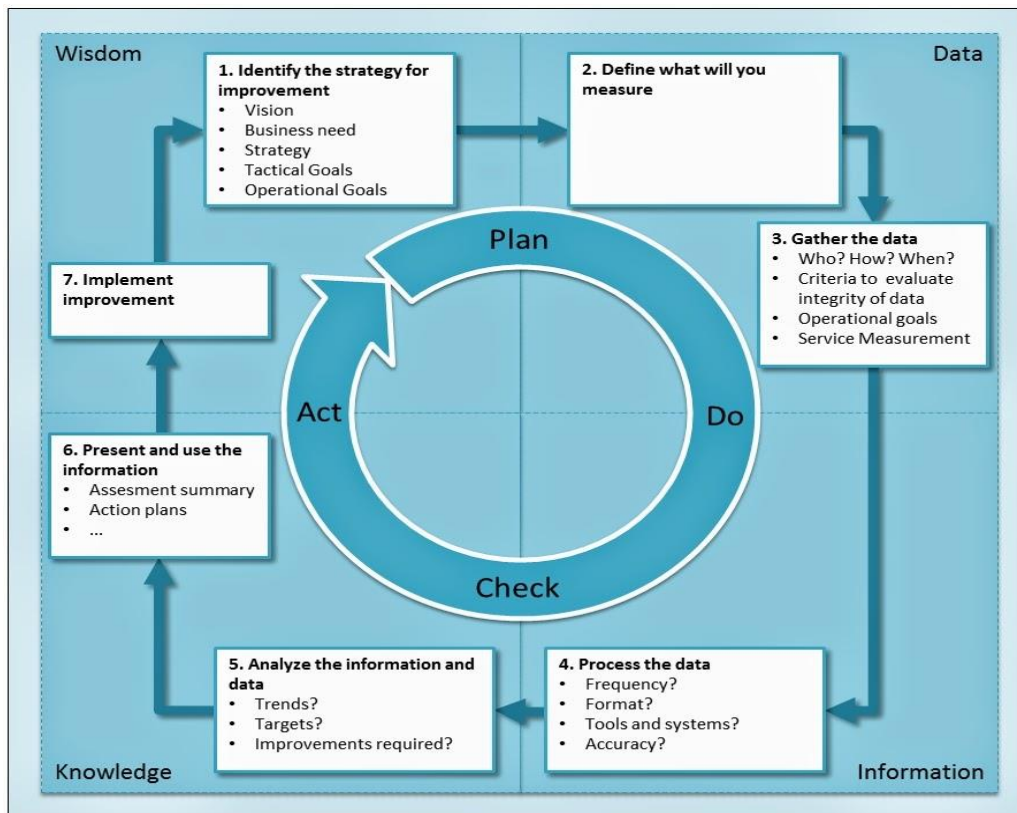 Wisdom
Data
1. Identify the strategy for
improvement
• Vision
• Business need
• Strategy
• Tactical Goals
• Operational Goals
2. Define what will you
measure
3. Gather the data
• Who? How? When?
• Criteria to evaluate
integrity of data
• Operational goals
• Service Measurement
7. Implement
improvement
Plan
Do
Check
Act
6. Present and use the
information
• Assesment summary
• Action plans
• ...
5. Analyze the information and
data
• Trends?
• Targets?
• Improvements required?
4. Process the data
• Frequency?
• Format?
• Tools and systems?
• Accuracy?
Knowledge
Information